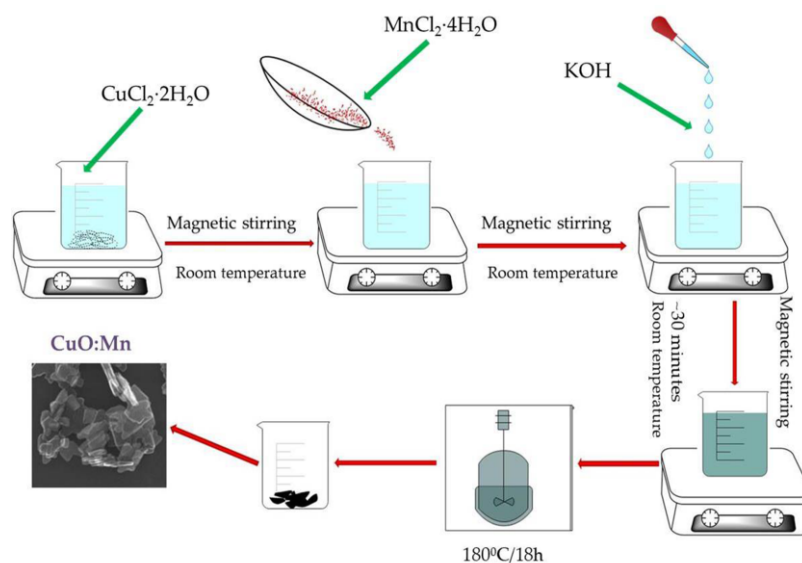 MnCl₂·4H₂O
CuCl₂·2H₂O
KOH
Magnetic stirring
Room temperature
Magnetic stirring
Room temperature
Magnetic stirring
~30 minutes
Room temperature
CuO:Mn
180⁰C/18h